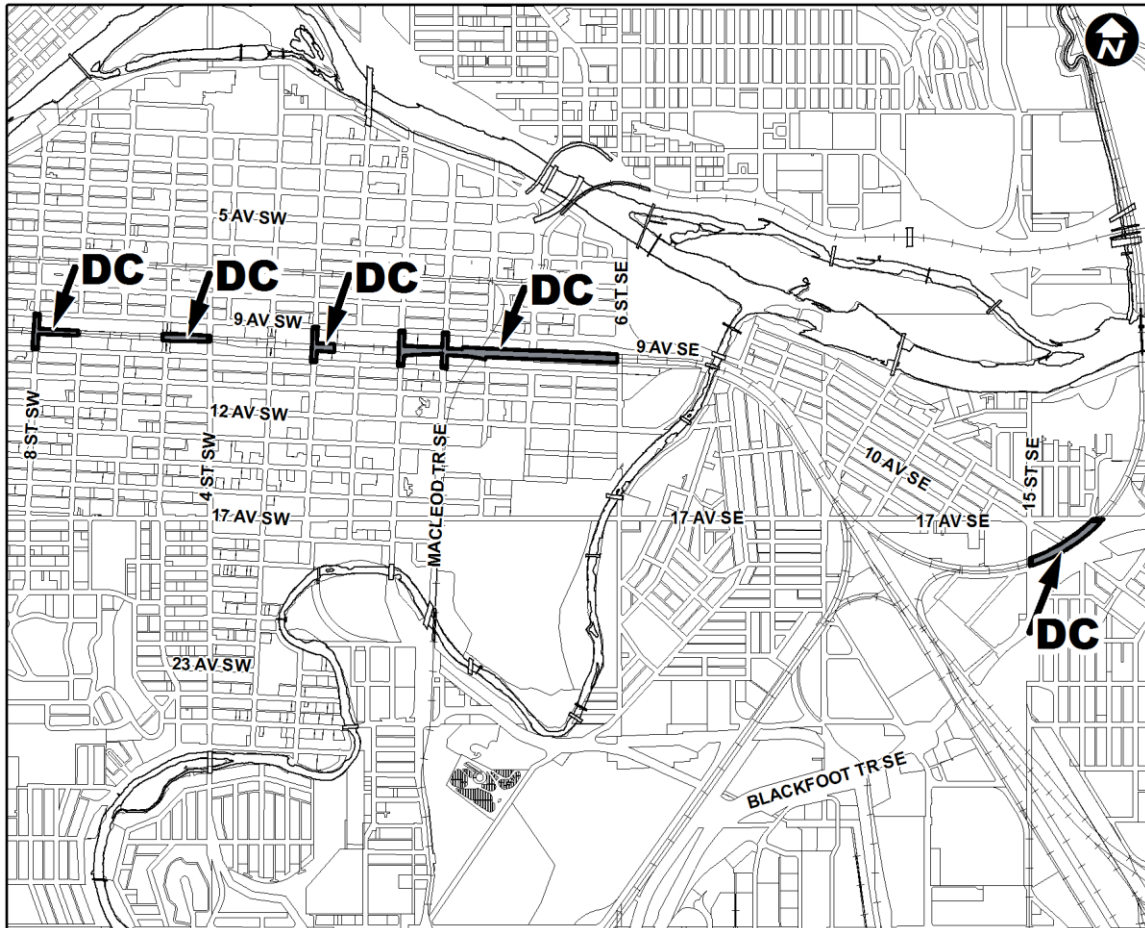 N
5 AV SW
DC
DC
DC
DC
6 ST SE
9 AV SW
9 AV SE
8 ST SW
12 AV SW
4 ST SW
MACLEOD TR SE
10 AV SE
15 ST SE
17 AV SW
17 AV SE
17 AV SE
DC
23 AV SW
BLACKFOOT TR SE